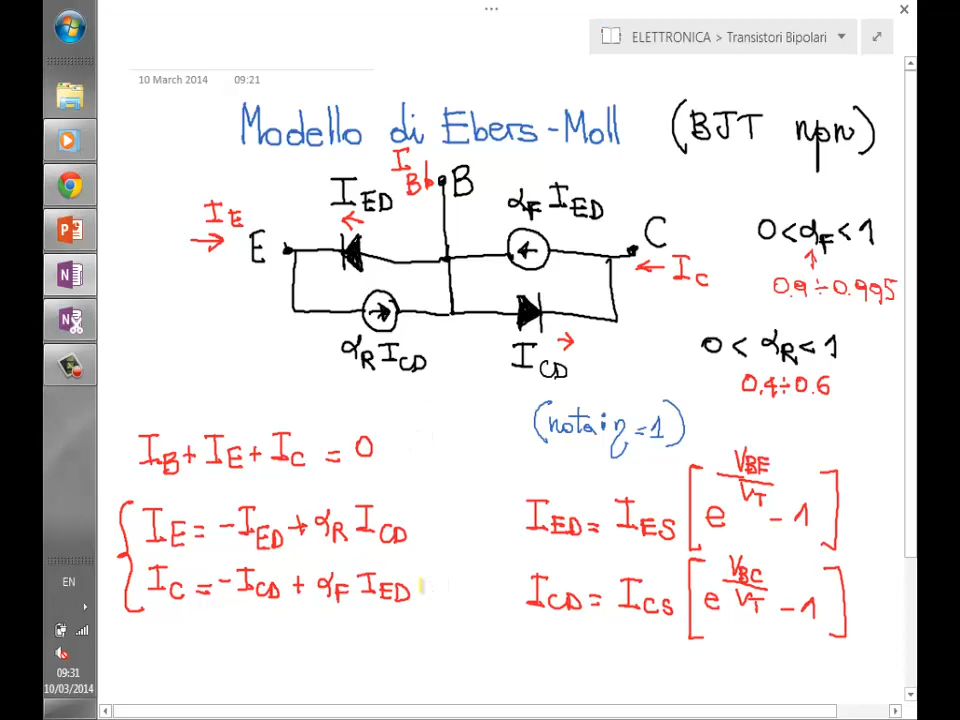 ELETTRONICA > Transistori Bipolari
10 March 2014 09:21
Modello di Ebers-Moll (BJT npn)
I_B B
I_E I_ED α_F I_ED
E C
I_C
0 < α_F < 1
0.9 ÷ 0.995
α_R I_CD I_CD
0 < α_R < 1
0.4 ÷ 0.6
(nota: η = 1)
I_B + I_E + I_C = 0
I_E = -I_ED + α_R I_CD
I_C = -I_CD + α_F I_ED
I_ED = I_ES [e^(V_BE/V_T) - 1]
I_CD = I_CS [e^(V_BC/V_T) - 1]
EN
09:31
10/03/2014